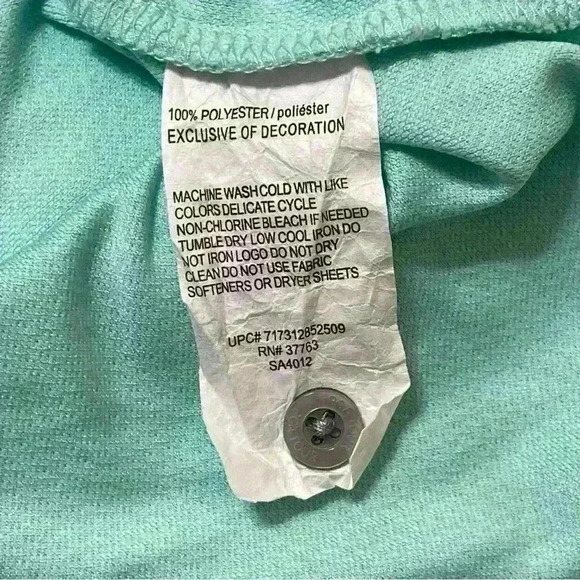 100% POLYESTER / poliéster
EXCLUSIVE OF DECORATION
MACHINE WASH COLD WITH LIKE
COLORS DELICATE CYCLE
NON-CHLORINE BLEACH IF NEEDED
TUMBLE DRY LOW COOL IRON DO
NOT IRON LOGO DO NOT DRY
CLEAN DO NOT USE FABRIC
SOFTENERS OR DRYER SHEETS
UPC# 717312852509
RN# 37763
SA4012
TOUR